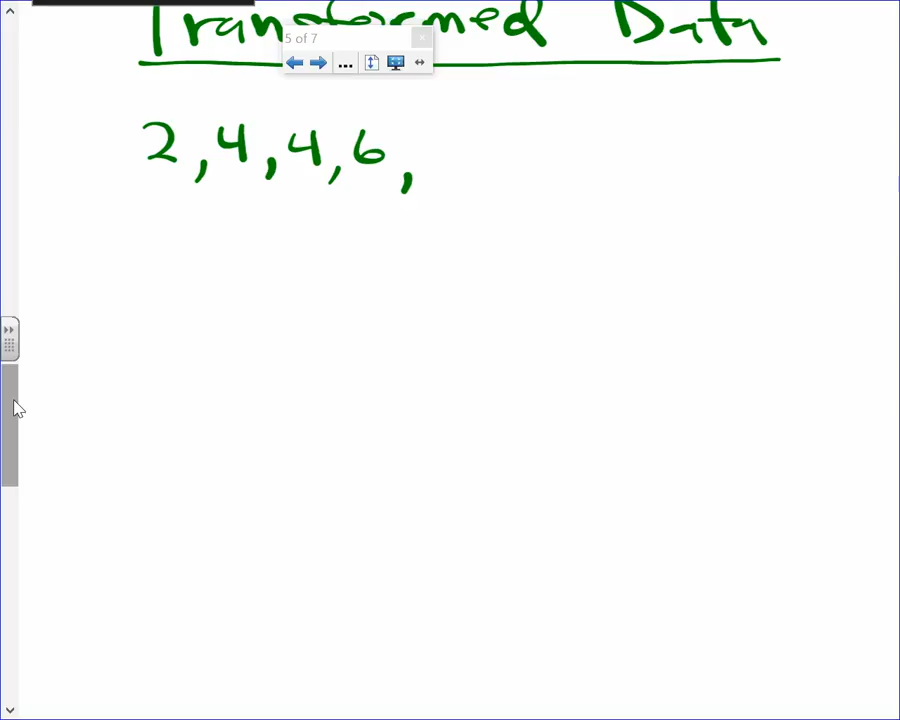 Transformed Data
5 of 7
2, 4, 4, 6,